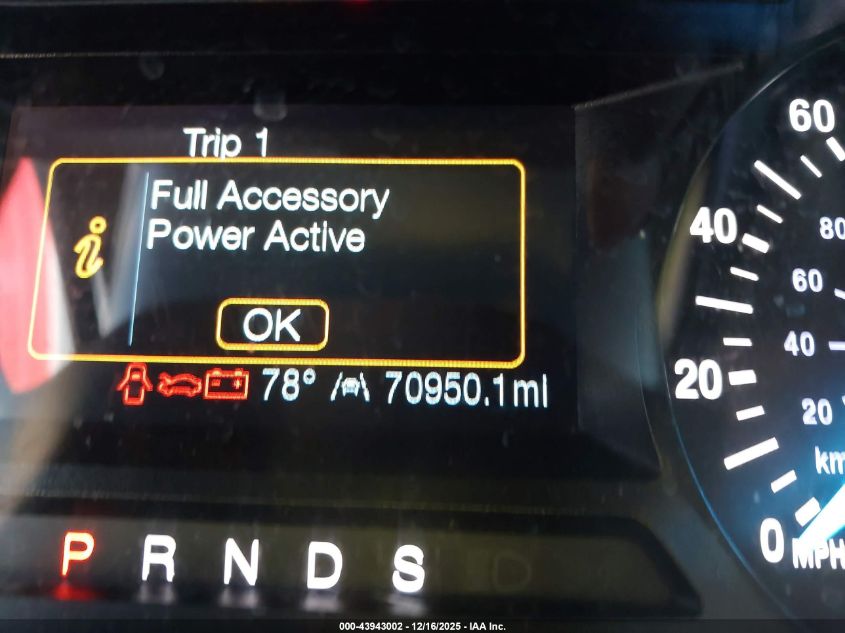 Trip 1
Full Accessory
Power Active
OK
78° 70950.1mi
P R N D S
60
40
20
0
80
60
40
20
km
MPH
000-43943002 - 12/16/2025 - IAA Inc.